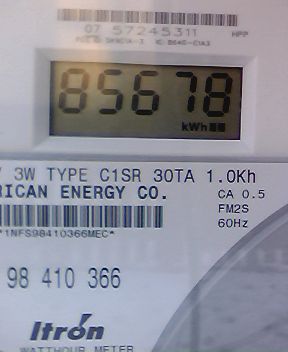 07 57245311 HPP
85678
kWh
3W TYPE C1SR 30TA 1.0Kh
RICAN ENERGY CO. CA 0.5
FM2S
*1NFS98410366MEC* 60Hz
98 410 366
Itron
WATTHOUR METER